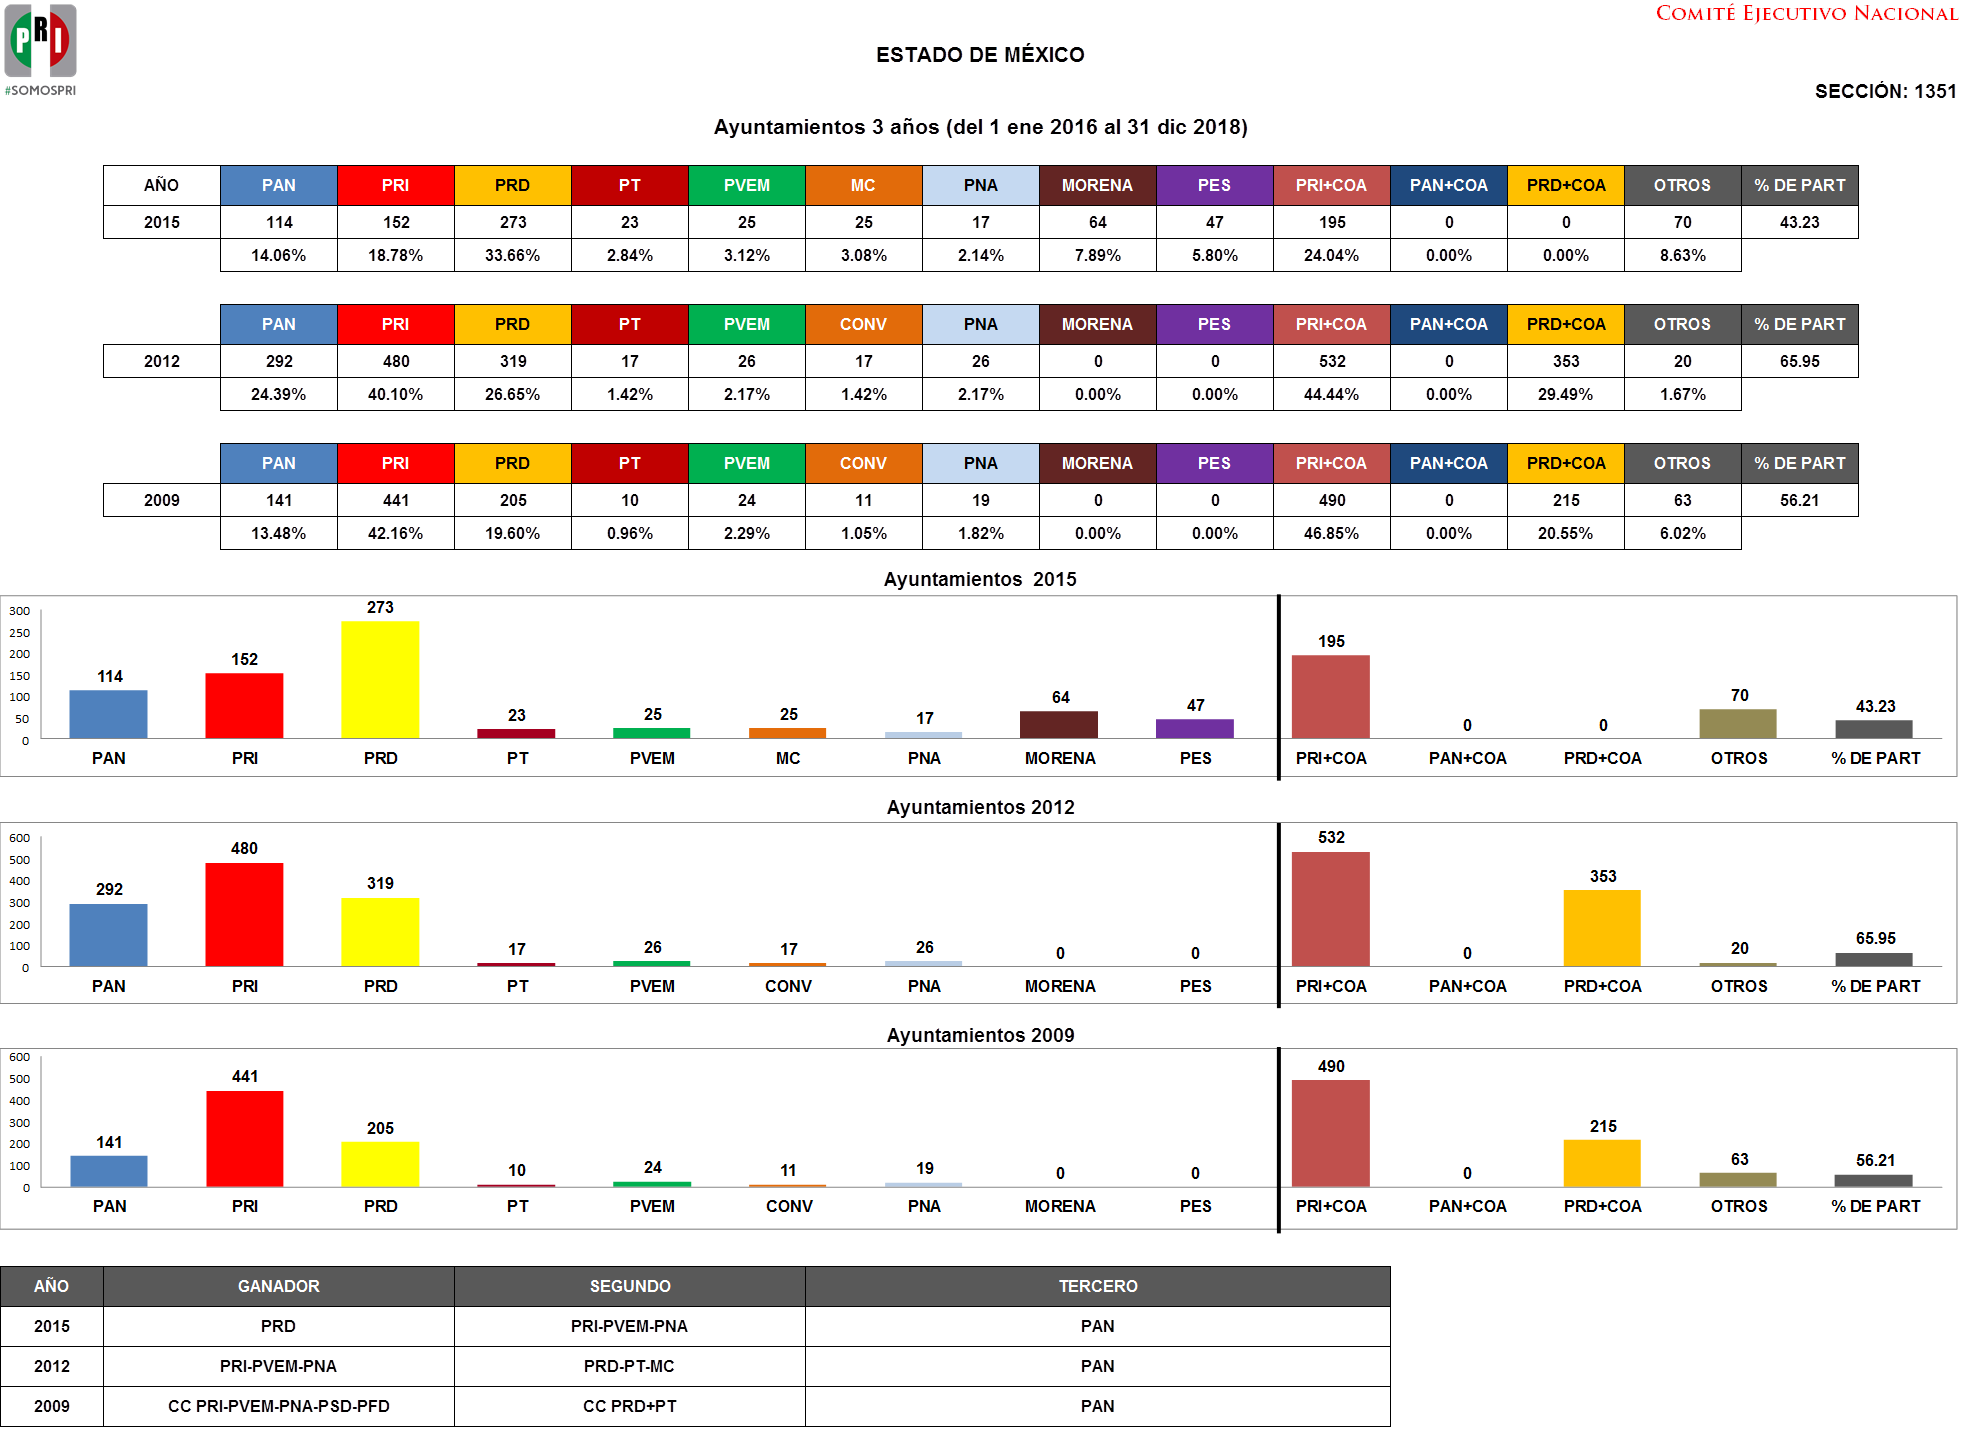 PRI
#SOMOSPRI
COMITÉ EJECUTIVO NACIONAL
ESTADO DE MÉXICO
SECCIÓN: 1351
Ayuntamientos 3 años (del 1 ene 2016 al 31 dic 2018)
AÑO PAN PRI PRD PT PVEM MC PNA MORENA PES PRI+COA PAN+COA PRD+COA OTROS % DE PART
2015 114 152 273 23 25 25 17 64 47 195 0 0 70 43.23
14.06% 18.78% 33.66% 2.84% 3.12% 3.08% 2.14% 7.89% 5.80% 24.04% 0.00% 0.00% 8.63%
PAN PRI PRD PT PVEM CONV PNA MORENA PES PRI+COA PAN+COA PRD+COA OTROS % DE PART
2012 292 480 319 17 26 17 26 0 0 532 0 353 20 65.95
24.39% 40.10% 26.65% 1.42% 2.17% 1.42% 2.17% 0.00% 0.00% 44.44% 0.00% 29.49% 1.67%
PAN PRI PRD PT PVEM CONV PNA MORENA PES PRI+COA PAN+COA PRD+COA OTROS % DE PART
2009 141 441 205 10 24 11 19 0 0 490 0 215 63 56.21
13.48% 42.16% 19.60% 0.96% 2.29% 1.05% 1.82% 0.00% 0.00% 46.85% 0.00% 20.55% 6.02%
Ayuntamientos 2015
300
250
200
150
100
50
0
114 152 273 23 25 25 17 64 47 195 0 0 70 43.23
PAN PRI PRD PT PVEM MC PNA MORENA PES PRI+COA PAN+COA PRD+COA OTROS % DE PART
Ayuntamientos 2012
600
500
400
300
200
100
0
292 480 319 17 26 17 26 0 0 532 0 353 20 65.95
PAN PRI PRD PT PVEM CONV PNA MORENA PES PRI+COA PAN+COA PRD+COA OTROS % DE PART
Ayuntamientos 2009
600
500
400
300
200
100
0
141 441 205 10 24 11 19 0 0 490 0 215 63 56.21
PAN PRI PRD PT PVEM CONV PNA MORENA PES PRI+COA PAN+COA PRD+COA OTROS % DE PART
AÑO GANADOR SEGUNDO TERCERO
2015 PRD PRI-PVEM-PNA PAN
2012 PRI-PVEM-PNA PRD-PT-MC PAN
2009 CC PRI-PVEM-PNA-PSD-PFD CC PRD+PT PAN